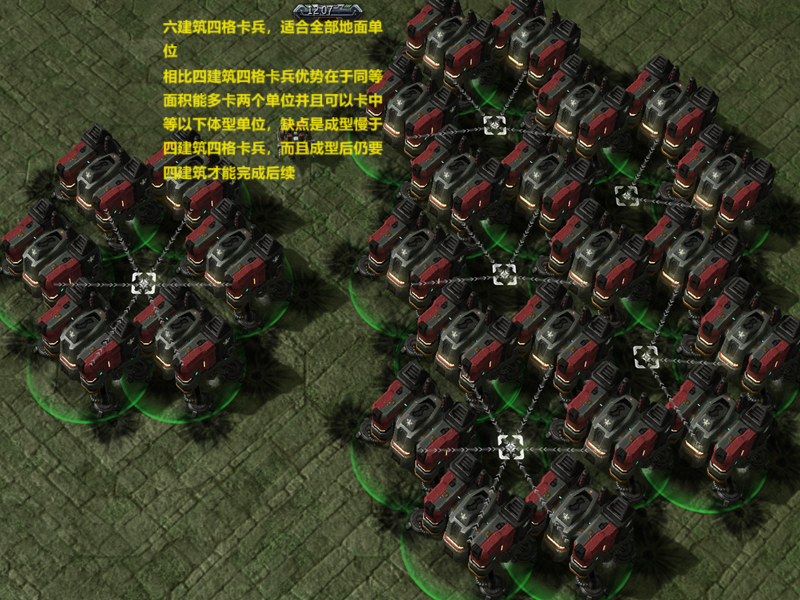 12:07
六建筑四格卡兵，适合全部地面单
位
相比四建筑四格卡兵优势在于同等
面积能多卡两个单位并且可以卡中
等以下体型单位，缺点是成型慢于
四建筑四格卡兵，而且成型后仍要
四建筑才能完成后续